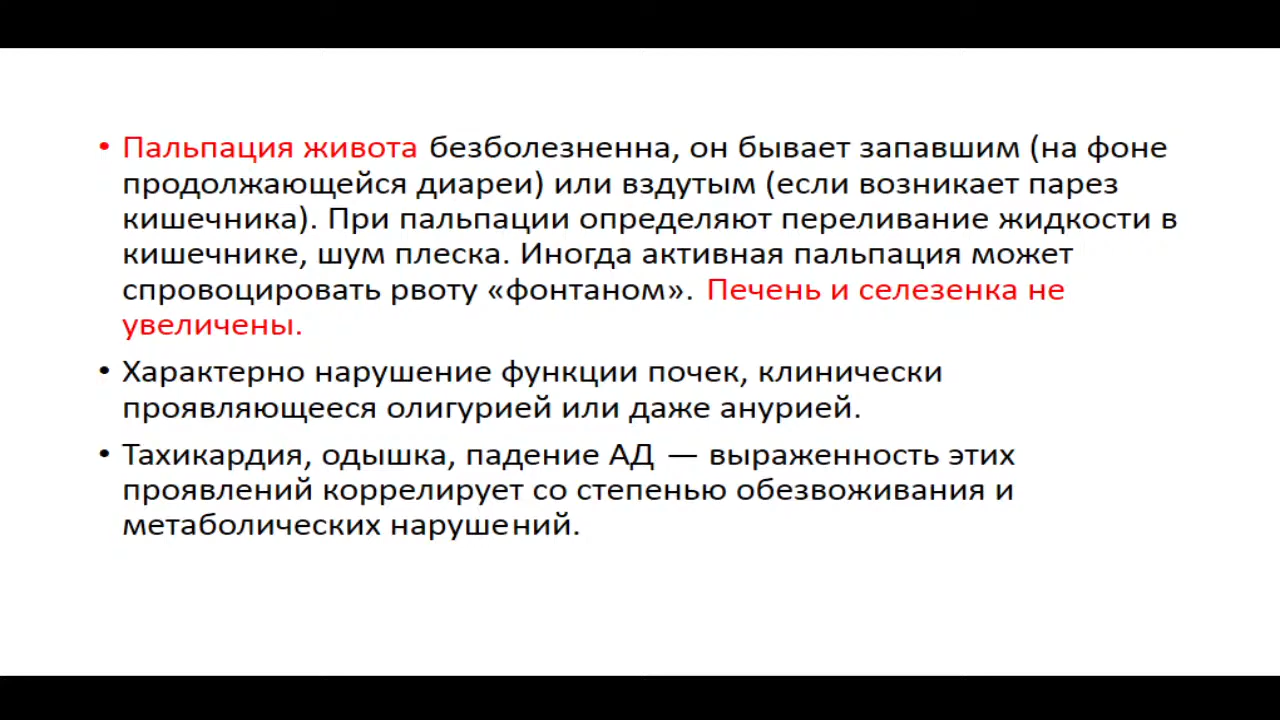 • Пальпация живота безболезненна, он бывает запавшим (на фоне
продолжающейся диареи) или вздутым (если возникает парез
кишечника). При пальпации определяют переливание жидкости в
кишечнике, шум плеска. Иногда активная пальпация может
спровоцировать рвоту «фонтаном». Печень и селезенка не
увеличены.
• Характерно нарушение функции почек, клинически
проявляющееся олигурией или даже анурией.
• Тахикардия, одышка, падение АД — выраженность этих
проявлений коррелирует со степенью обезвоживания и
метаболических нарушений.